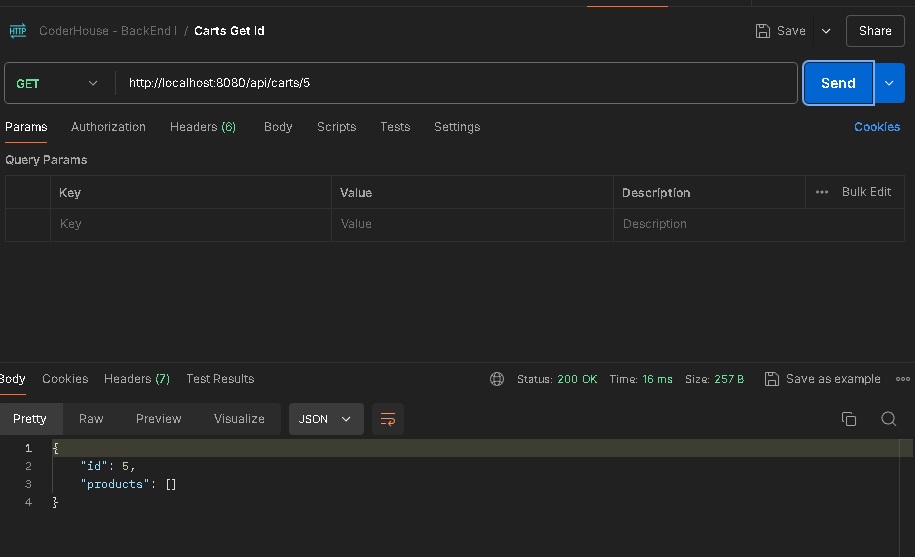 HTTP CoderHouse - BackEnd I / Carts Get Id Save Share
GET http://localhost:8080/api/carts/5 Send
Params Authorization Headers (6) Body Scripts Tests Settings Cookies
Query Params
Key Value Description ••• Bulk Edit
Key Value Description
Body Cookies Headers (7) Test Results Status: 200 OK Time: 16 ms Size: 257 B Save as example
Pretty Raw Preview Visualize JSON
1 {
2 "id": 5,
3 "products": []
4 }